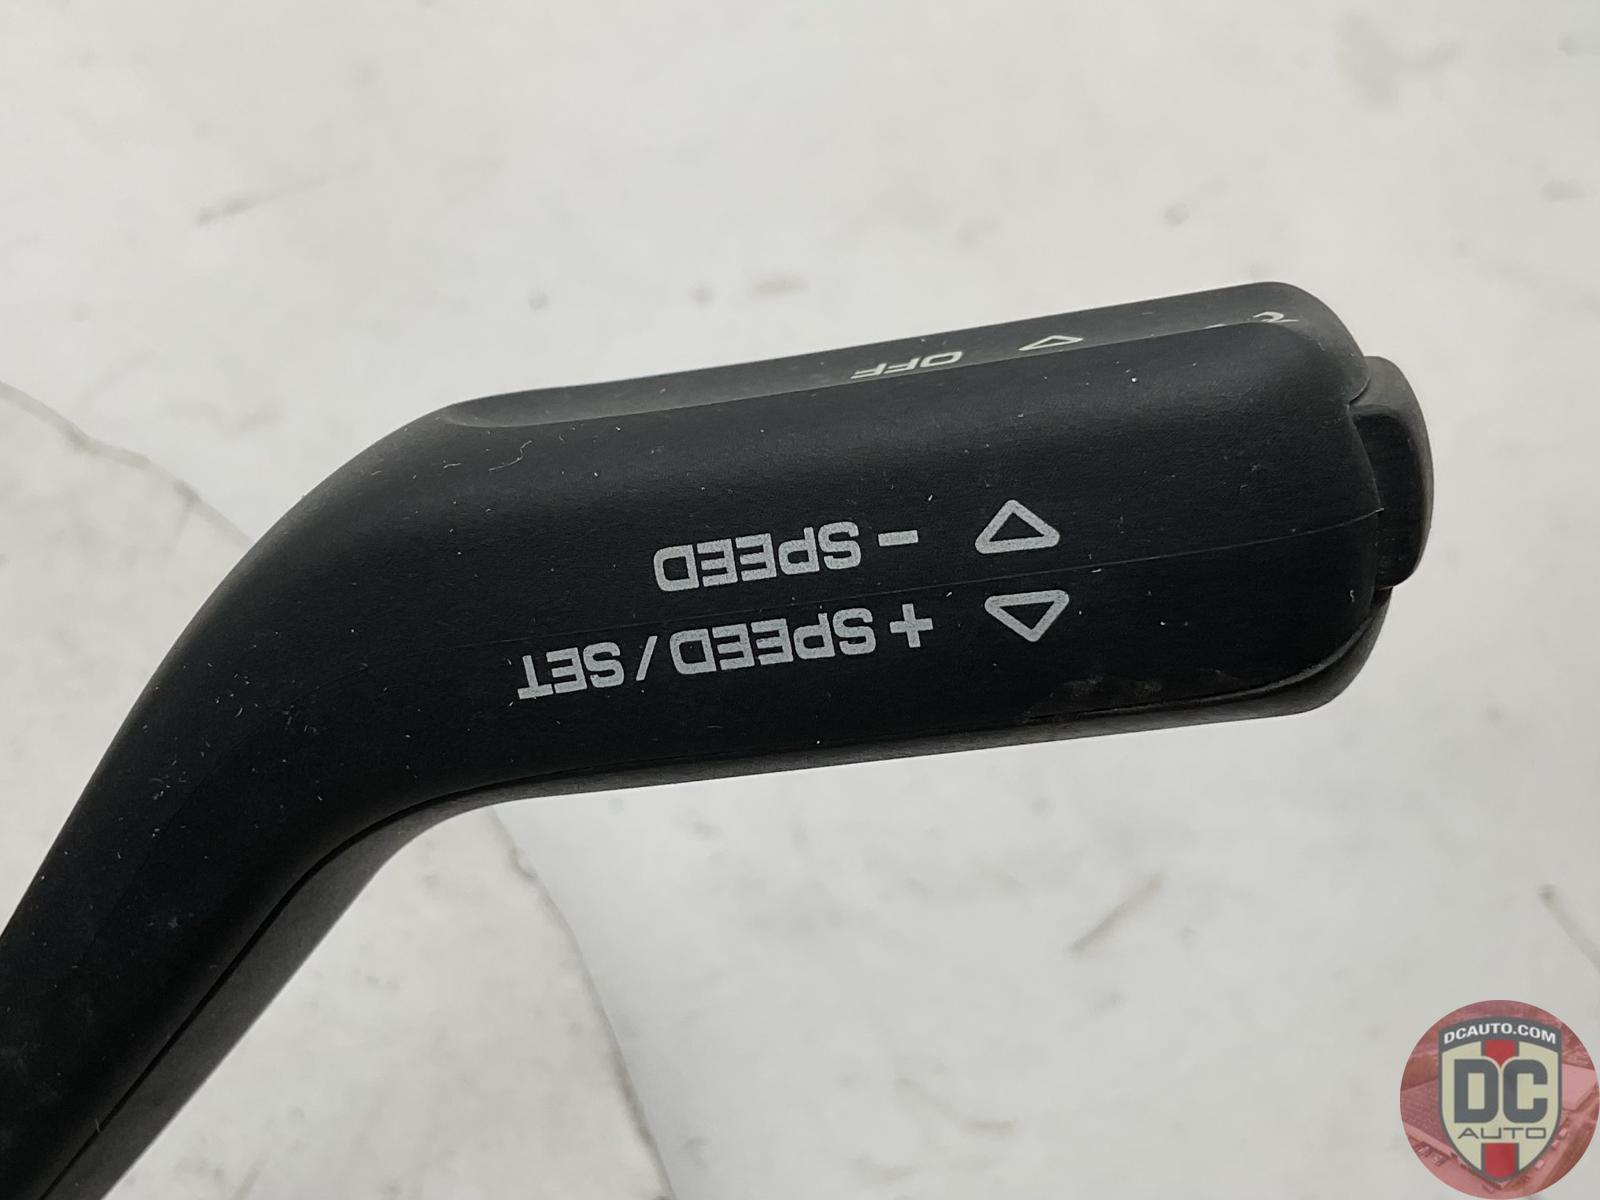 △ + SPEED / SET
▽ - SPEED
◁ OFF
DCAUTO.COM
DC
AUTO